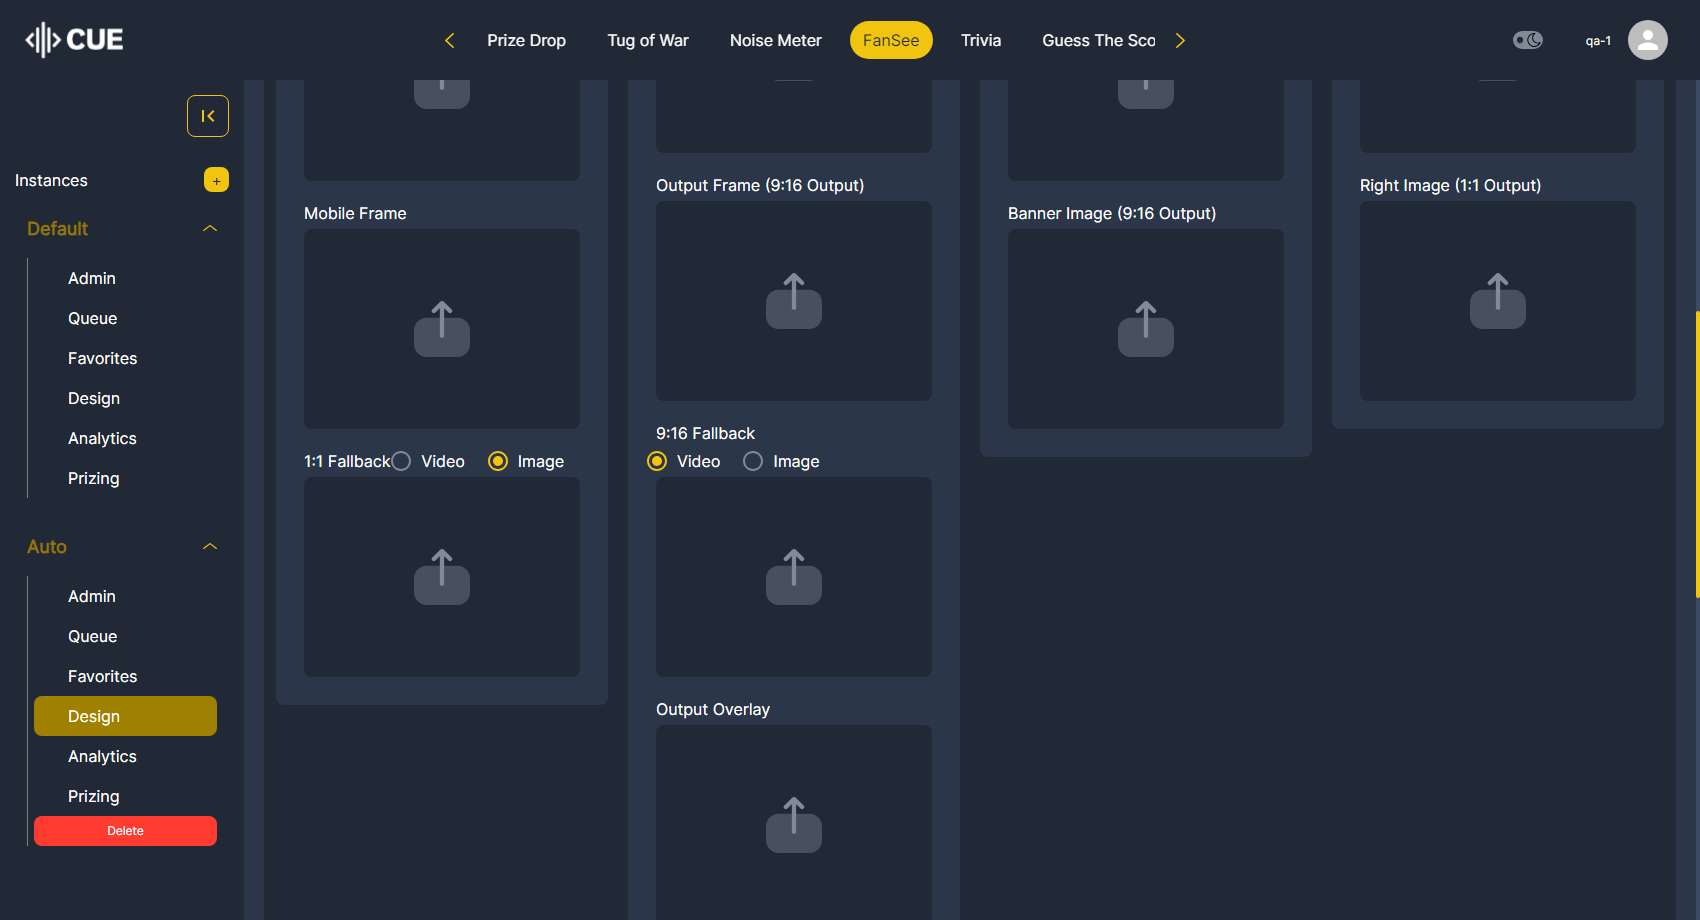 CUE
Prize Drop
Tug of War
Noise Meter
FanSee
Trivia
Guess The Sco
qa-1
Instances
+
Default
Admin
Queue
Favorites
Design
Analytics
Prizing
Auto
Admin
Queue
Favorites
Design
Analytics
Prizing
Delete
Mobile Frame
1:1 Fallback Video Image
Output Frame (9:16 Output)
9:16 Fallback
Video Image
Output Overlay
Banner Image (9:16 Output)
Right Image (1:1 Output)